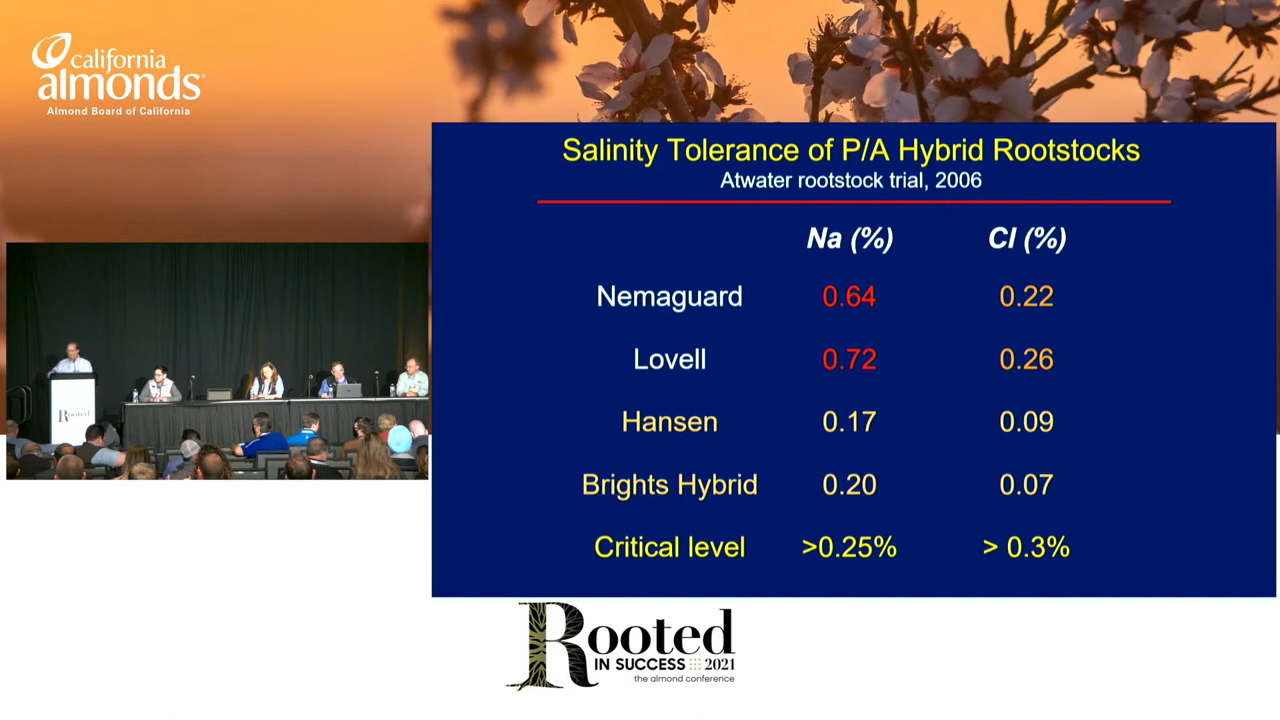 california
almonds
Almond Board of California
Salinity Tolerance of P/A Hybrid Rootstocks
Atwater rootstock trial, 2006
Na (%) Cl (%)
Nemaguard 0.64 0.22
Lovell 0.72 0.26
Hansen 0.17 0.09
Brights Hybrid 0.20 0.07
Critical level >0.25% > 0.3%
Rooted
Rooted
IN SUCCESS 2021
the almond conference